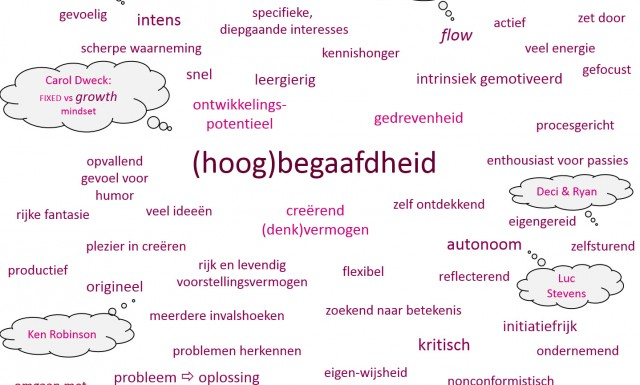 gevoelig
intens
specifieke,
diepgaande interesses
flow
actief
zet door
scherpe waarneming
kennishonger
veel energie
Carol Dweck:
FIXED vs growth
mindset
snel
leergierig
intrinsiek gemotiveerd
gefocust
ontwikkelings-
potentieel
gedrevenheid
procesgericht
opvallend
gevoel voor
humor
(hoog)begaafdheid
enthousiast voor passies
Deci & Ryan
rijke fantasie
veel ideeën
creërend
(denk)vermogen
zelf ontdekkend
eigengereid
plezier in creëren
autonoom
zelfsturend
productief
origineel
rijk en levendig
voorstellingsvermogen
flexibel
reflecterend
Luc
Stevens
Ken Robinson
meerdere invalshoeken
zoekend naar betekenis
initiatiefrijk
problemen herkennen
kritisch
ondernemend
omgaan met
probleem ⇨ oplossing
eigen-wijsheid
nonconformistisch